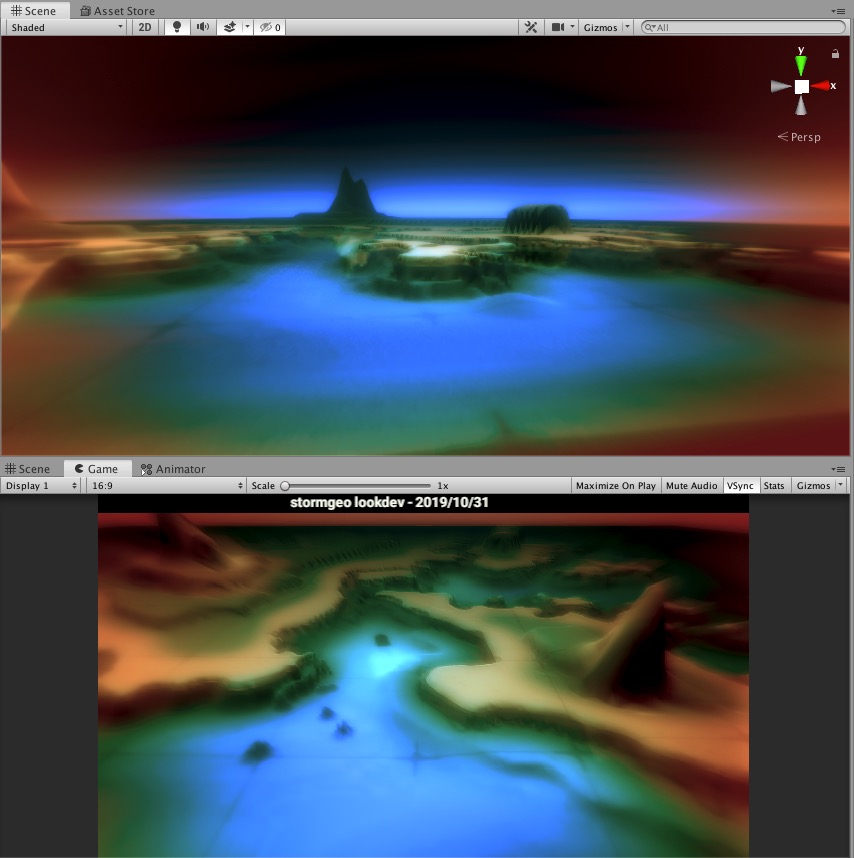 Scene Asset Store
Shaded 2D 0 Gizmos All
y
x
Persp
Scene Game Animator
Display 1 16:9 Scale 1x Maximize On Play Mute Audio VSync Stats Gizmos
stormgeo lookdev - 2019/10/31